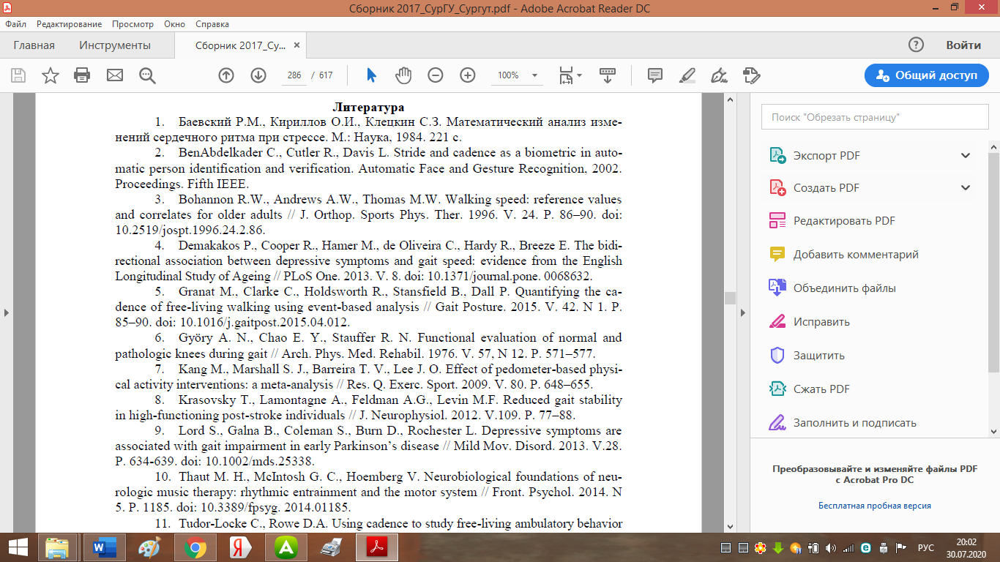 Сборник 2017_СурГУ_Сургут.pdf - Adobe Acrobat Reader DC
Файл Редактирование Просмотр Окно Справка
Главная Инструменты Сборник 2017_Су... × Войти
286 / 617 100% Общий доступ
Литература
1. Баевский Р.М., Кириллов О.И., Клецкин С.З. Математический анализ изме-
нений сердечного ритма при стрессе. М.: Наука, 1984. 221 с.
2. BenAbdelkader C., Cutler R., Davis L. Stride and cadence as a biometric in auto-
matic person identification and verification. Automatic Face and Gesture Recognition, 2002.
Proceedings. Fifth IEEE.
3. Bohannon R.W., Andrews A.W., Thomas M.W. Walking speed: reference values
and correlates for older adults // J. Orthop. Sports Phys. Ther. 1996. V. 24. P. 86–90. doi:
10.2519/jospt.1996.24.2.86.
4. Demakakos P., Cooper R., Hamer M., de Oliveira C., Hardy R., Breeze E. The bidi-
rectional association between depressive symptoms and gait speed: evidence from the English
Longitudinal Study of Ageing // PLoS One. 2013. V. 8. doi: 10.1371/journal.pone. 0068632.
5. Granat M., Clarke C., Holdsworth R., Stansfield B., Dall P. Quantifying the ca-
dence of free-living walking using event-based analysis // Gait Posture. 2015. V. 42. N 1. P.
85–90. doi: 10.1016/j.gaitpost.2015.04.012.
6. Györy A. N., Chao E. Y., Stauffer R. N. Functional evaluation of normal and
pathologic knees during gait // Arch. Phys. Med. Rehabil. 1976. V. 57, N 12. P. 571–577.
7. Kang M., Marshall S. J., Barreira T. V., Lee J. O. Effect of pedometer-based physi-
cal activity interventions: a meta-analysis // Res. Q. Exerc. Sport. 2009. V. 80. P. 648–655.
8. Krasovsky T., Lamontagne A., Feldman A.G., Levin M.F. Reduced gait stability
in high-functioning post-stroke individuals // J. Neurophysiol. 2012. V.109. P. 77–88.
9. Lord S., Galna B., Coleman S., Burn D., Rochester L. Depressive symptoms are
associated with gait impairment in early Parkinson’s disease // Mild Mov. Disord. 2013. V.28.
P. 634-639. doi: 10.1002/mds.25338.
10. Thaut M. H., McIntosh G. C., Hoemberg V. Neurobiological foundations of neu-
rologic music therapy: rhythmic entrainment and the motor system // Front. Psychol. 2014. N
5. P. 1185. doi: 10.3389/fpsyg. 2014.01185.
11. Tudor-Locke C., Rowe D.A. Using cadence to study free-living ambulatory behavior
Поиск "Обрезать страницу"
Экспорт PDF
Создать PDF
Редактировать PDF
Добавить комментарий
Объединить файлы
Исправить
Защитить
Сжать PDF
Заполнить и подписать
Преобразовывайте и изменяйте файлы PDF
с Acrobat Pro DC
Бесплатная пробная версия
РУС
20:02
30.07.2020